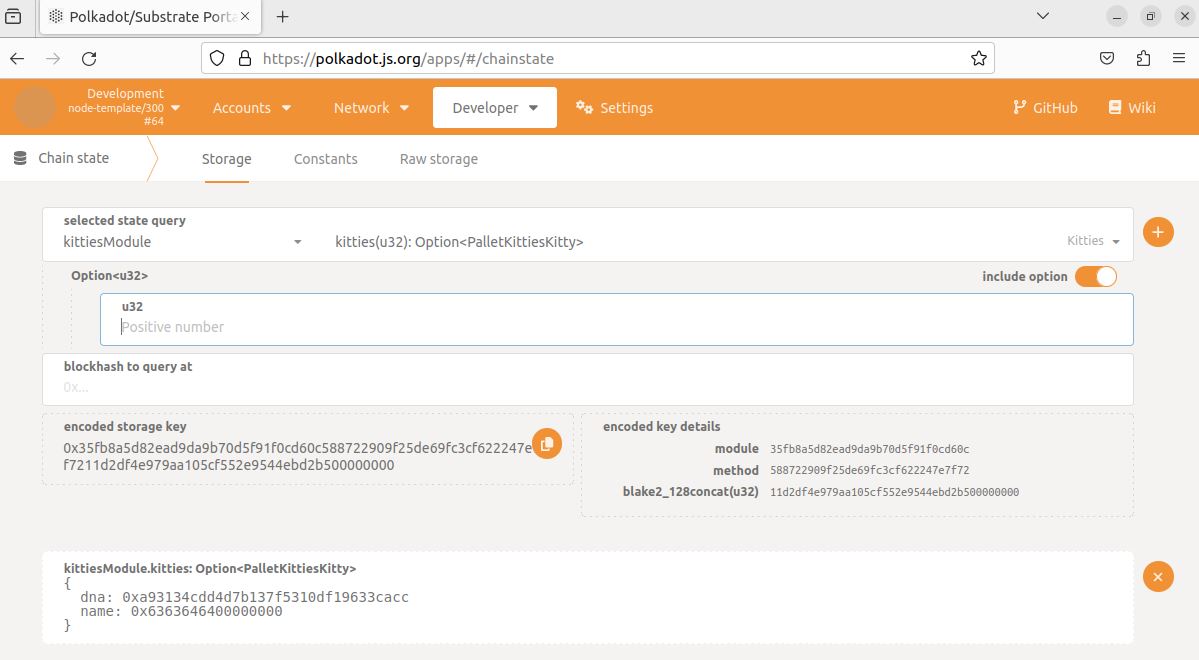 Polkadot/Substrate Porta
https://polkadot.js.org/apps/#/chainstate
Development
node-template/300
#64
Accounts
Network
Developer
Settings
GitHub
Wiki
Chain state
Storage
Constants
Raw storage
selected state query
kittiesModule
kitties(u32): Option<PalletKittiesKitty>
Kitties
Option<u32>
include option
u32
Positive number
blockhash to query at
0x...
encoded storage key
0x35fb8a5d82ead9da9b70d5f91f0cd60c588722909f25de69fc3cf622247e
f7211d2df4e979aa105cf552e9544ebd2b500000000
encoded key details
module 35fb8a5d82ead9da9b70d5f91f0cd60c
method 588722909f25de69fc3cf622247e7f72
blake2_128concat(u32) 11d2df4e979aa105cf552e9544ebd2b500000000
kittiesModule.kitties: Option<PalletKittiesKitty>
{
dna: 0xa93134cdd4d7b137f5310df19633cacc
name: 0x6363646400000000
}